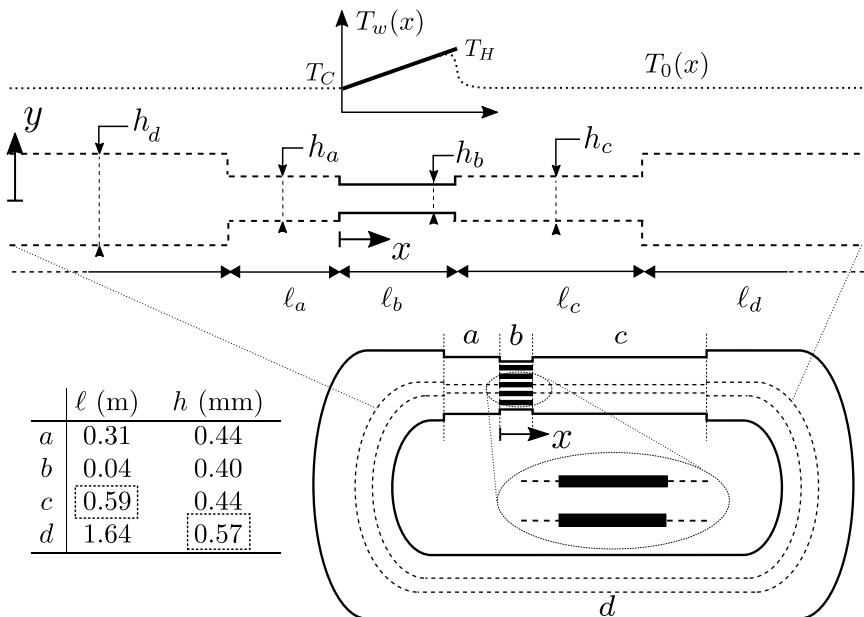 T_w(x)
T_C
T_H
T_0(x)
y
h_d
h_a
h_b
h_c
x
ℓ_a
ℓ_b
ℓ_c
ℓ_d
a b c
x
d
ℓ (m) h (mm)
a 0.31 0.44
b 0.04 0.40
c 0.59 0.44
d 1.64 0.57